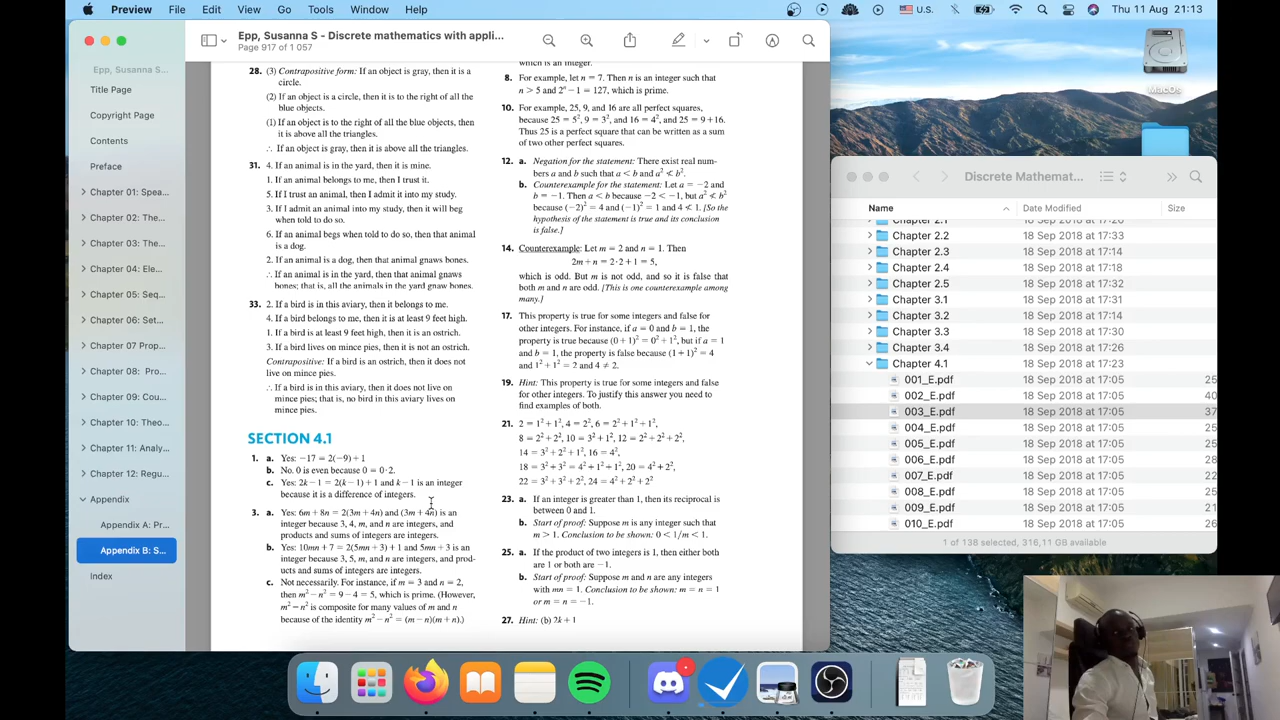 Preview File Edit View Go Tools Window Help
U.S. Thu 11 Aug 21:13
Epp, Susanna S - Discrete mathematics with appli...
Page 917 of 1 057
Epp, Susanna S...
Title Page
Copyright Page
Contents
Preface
Chapter 01: Spea...
Chapter 02: The...
Chapter 03: The...
Chapter 04: Ele...
Chapter 05: Seq...
Chapter 06: Set...
Chapter 07 Prop...
Chapter 08: Pro...
Chapter 09: Cou...
Chapter 10: Theo...
Chapter 11: Analy...
Chapter 12: Regu...
Appendix
Appendix A: Pr...
Appendix B: S...
Index
28. (3) Contrapositive form: If an object is gray, then it is a
circle.
(2) If an object is a circle, then it is to the right of all the
blue objects.
(1) If an object is to the right of all the blue objects, then
it is above all the triangles.
∴ If an object is gray, then it is above all the triangles.
31. 4. If an animal is in the yard, then it is mine.
1. If an animal belongs to me, then I trust it.
5. If I trust an animal, then I admit it into my study.
3. If I admit an animal into my study, then it will beg
when told to do so.
6. If an animal begs when told to do so, then that animal
is a dog.
2. If an animal is a dog, then that animal gnaws bones.
∴ If an animal is in the yard, then that animal gnaws
bones; that is, all the animals in the yard gnaw bones.
33. 2. If a bird is in this aviary, then it belongs to me.
4. If a bird belongs to me, then it is at least 9 feet high.
1. If a bird is at least 9 feet high, then it is an ostrich.
3. If a bird lives on mince pies, then it is not an ostrich.
Contrapositive: If a bird is an ostrich, then it does not
live on mince pies.
∴ If a bird is in this aviary, then it does not live on
mince pies; that is, no bird in this aviary lives on
mince pies.
SECTION 4.1
1. a. Yes: −17 = 2(−9) + 1
b. No. 0 is even because 0 = 0 · 2.
c. Yes: 2k − 1 = 2(k − 1) + 1 and k − 1 is an integer
because it is a difference of integers.
3. a. Yes: 6m + 8n = 2(3m + 4n) and (3m + 4n) is an
integer because 3, 4, m, and n are integers, and
products and sums of integers are integers.
b. Yes: 10mn + 7 = 2(5mn + 3) + 1 and 5mn + 3 is an
integer because 3, 5, m, and n are integers, and prod-
ucts and sums of integers are integers.
c. Not necessarily. For instance, if m = 3 and n = 2,
then m² − n² = 9 − 4 = 5, which is prime. (However,
m² − n² is composite for many values of m and n
because of the identity m² − n² = (m − n)(m + n).)
which is an integer.
8. For example, let n = 7. Then n is an integer such that
n > 5 and 2ⁿ − 1 = 127, which is prime.
10. For example, 25, 9, and 16 are all perfect squares,
because 25 = 5², 9 = 3², and 16 = 4², and 25 = 9 + 16.
Thus 25 is a perfect square that can be written as a sum
of two other perfect squares.
12. a. Negation for the statement: There exist real num-
bers a and b such that a < b and a² ≮ b².
b. Counterexample for the statement: Let a = −2 and
b = −1. Then a < b because −2 < −1, but a² ≮ b²
because (−2)² = 4 and (−1)² = 1 and 4 ≮ 1. [So the
hypothesis of the statement is true and its conclusion
is false.]
14. Counterexample: Let m = 2 and n = 1. Then
2m + n = 2 · 2 + 1 = 5,
which is odd. But m is not odd, and so it is false that
both m and n are odd. [This is one counterexample among
many.]
17. This property is true for some integers and false for
other integers. For instance, if a = 0 and b = 1, the
property is true because (0 + 1)² = 0² + 1², but if a = 1
and b = 1, the property is false because (1 + 1)² = 4
and 1² + 1² = 2 and 4 ≠ 2.
19. Hint: This property is true for some integers and false
for other integers. To justify this answer you need to
find examples of both.
21. 2 = 1² + 1², 4 = 2², 6 = 2² + 1² + 1²,
8 = 2² + 2², 10 = 3² + 1², 12 = 2² + 2² + 2²,
14 = 3² + 2² + 1², 16 = 4²,
18 = 3² + 3² = 4² + 1² + 1², 20 = 4² + 2²,
22 = 3² + 3² + 2², 24 = 4² + 2² + 2²
23. a. If an integer is greater than 1, then its reciprocal is
between 0 and 1.
b. Start of proof: Suppose m is any integer such that
m > 1. Conclusion to be shown: 0 < 1/m < 1.
25. a. If the product of two integers is 1, then either both
are 1 or both are −1.
b. Start of proof: Suppose m and n are any integers
with mn = 1. Conclusion to be shown: m = n = 1
or m = n = −1.
27. Hint: (b) 2k + 1
MacOS
Discrete Mathemat...
Name Date Modified Size
Chapter 2.1 18 Sep 2018 at 17:26
Chapter 2.2 18 Sep 2018 at 17:33
Chapter 2.3 18 Sep 2018 at 17:14
Chapter 2.4 18 Sep 2018 at 17:18
Chapter 2.5 18 Sep 2018 at 17:32
Chapter 3.1 18 Sep 2018 at 17:31
Chapter 3.2 18 Sep 2018 at 17:14
Chapter 3.3 18 Sep 2018 at 17:30
Chapter 3.4 18 Sep 2018 at 17:26
Chapter 4.1 18 Sep 2018 at 17:23
001_E.pdf 18 Sep 2018 at 17:05 25
002_E.pdf 18 Sep 2018 at 17:05 40
003_E.pdf 18 Sep 2018 at 17:05 37
004_E.pdf 18 Sep 2018 at 17:05 27
005_E.pdf 18 Sep 2018 at 17:05 32
006_E.pdf 18 Sep 2018 at 17:05 26
007_E.pdf 18 Sep 2018 at 17:05 25
008_E.pdf 18 Sep 2018 at 17:05 25
009_E.pdf 18 Sep 2018 at 17:05 32
010_E.pdf 18 Sep 2018 at 17:05 25
1 of 138 selected, 316,11 GB available